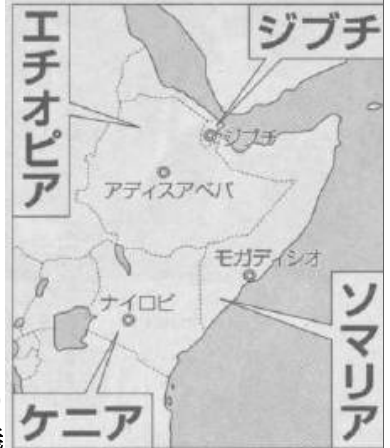 エチオピア
ジブチ
ジブチ
アディスアベバ
モガディシオ
ナイロビ
ソマリア
ケニア